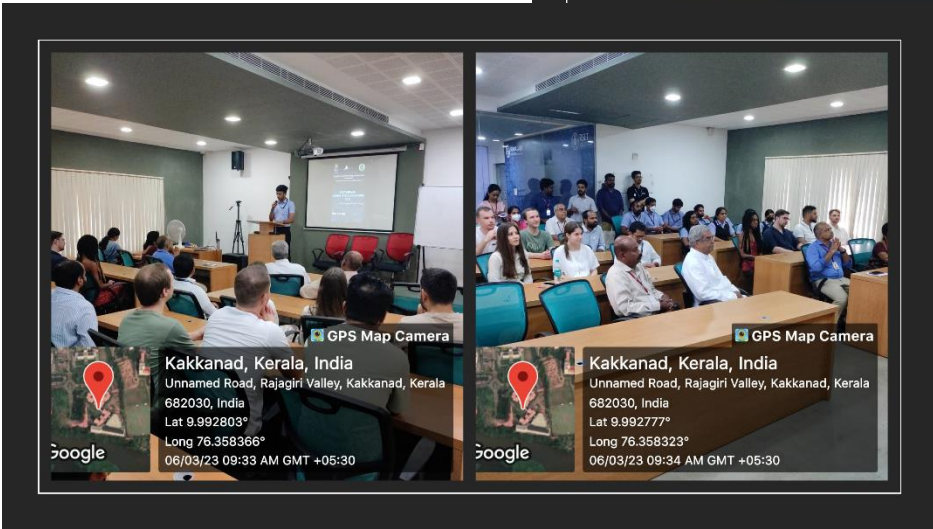 GPS Map Camera
Kakkanad, Kerala, India
Unnamed Road, Rajagiri Valley, Kakkanad, Kerala
682030, India
Lat 9.992803°
Long 76.358366°
06/03/23 09:33 AM GMT +05:30
Google
GPS Map Camera
Kakkanad, Kerala, India
Unnamed Road, Rajagiri Valley, Kakkanad, Kerala
682030, India
Lat 9.992777°
Long 76.358323°
06/03/23 09:34 AM GMT +05:30
Google